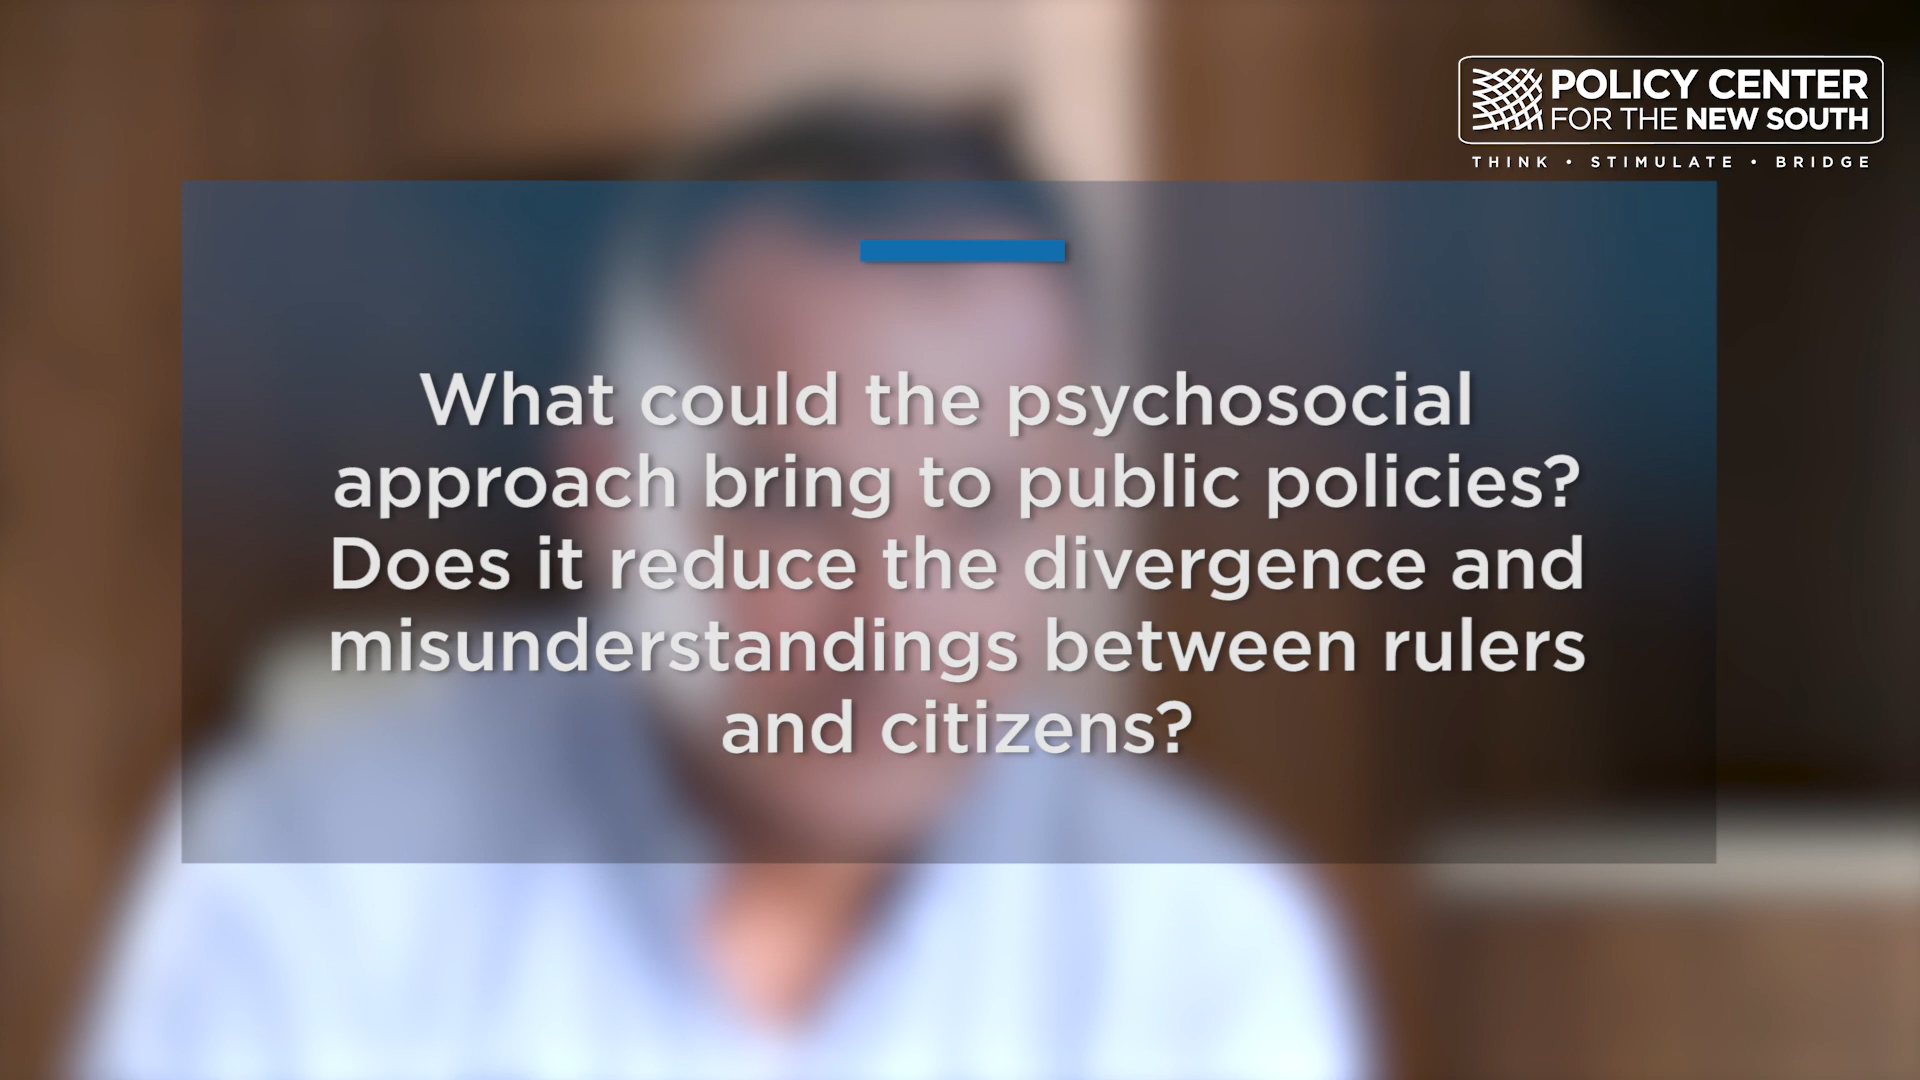 POLICY CENTER
FOR THE NEW SOUTH
THINK • STIMULATE • BRIDGE
What could the psychosocial
approach bring to public policies?
Does it reduce the divergence and
misunderstandings between rulers
and citizens?